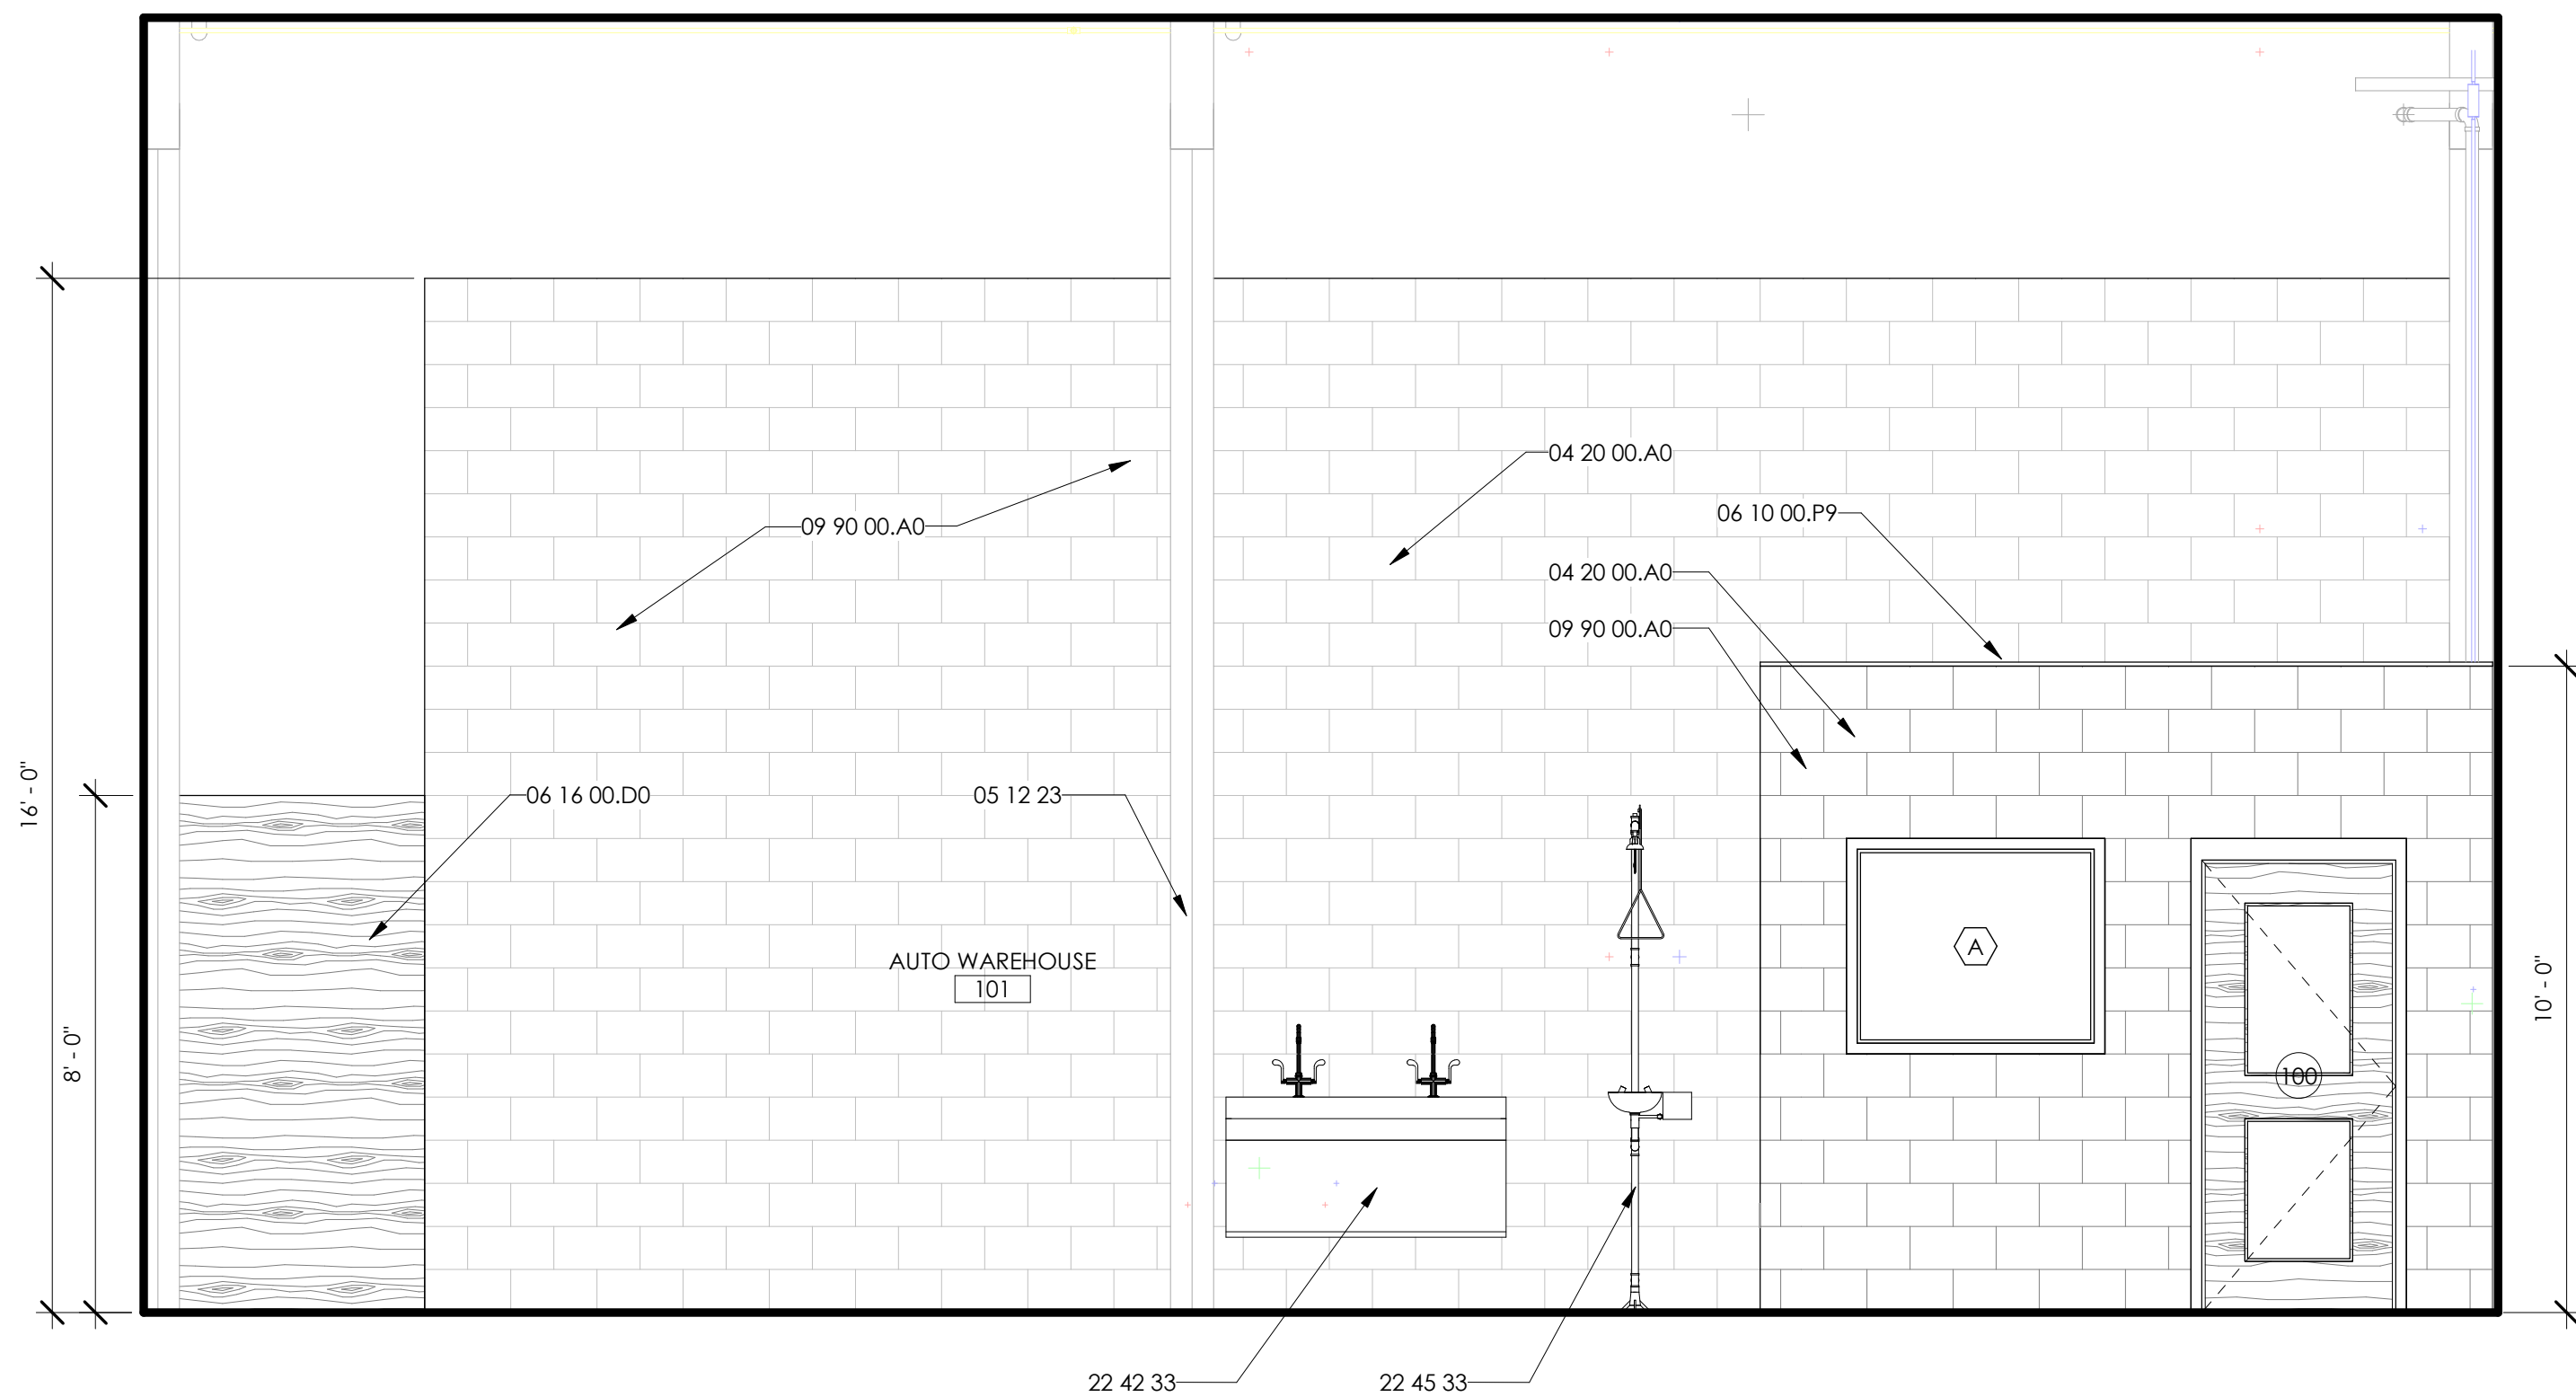 04 20 00.A0
06 10 00.P9
09 90 00.A0
04 20 00.A0
09 90 00.A0
16' - 0"
06 16 00.D0
05 12 23
AUTO WAREHOUSE
101
A
10' - 0"
8' - 0"
100
22 42 33
22 45 33